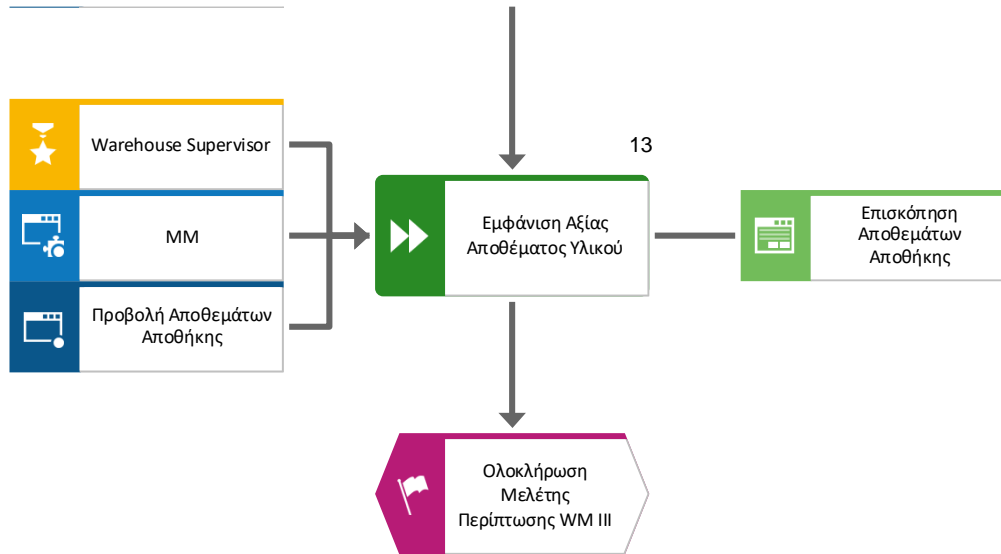 13
Warehouse Supervisor
MM
Προβολή Αποθεμάτων
Αποθήκης
Εμφάνιση Αξίας
Αποθέματος Υλικού
Επισκόπηση
Αποθεμάτων
Αποθήκης
Ολοκλήρωση
Μελέτης
Περίπτωσης WM III